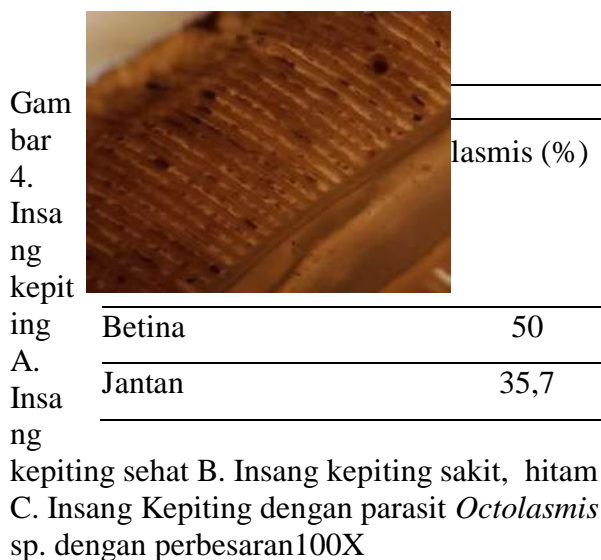 Gam
bar
4.
Insa
ng
kepit
ing
A.
Insa
ng
kepiting sehat B. Insang kepiting sakit, hitam
C. Insang Kepiting dengan parasit Octolasmis
sp. dengan perbesaran100X
lasmis (%)
Betina 50
Jantan 35,7